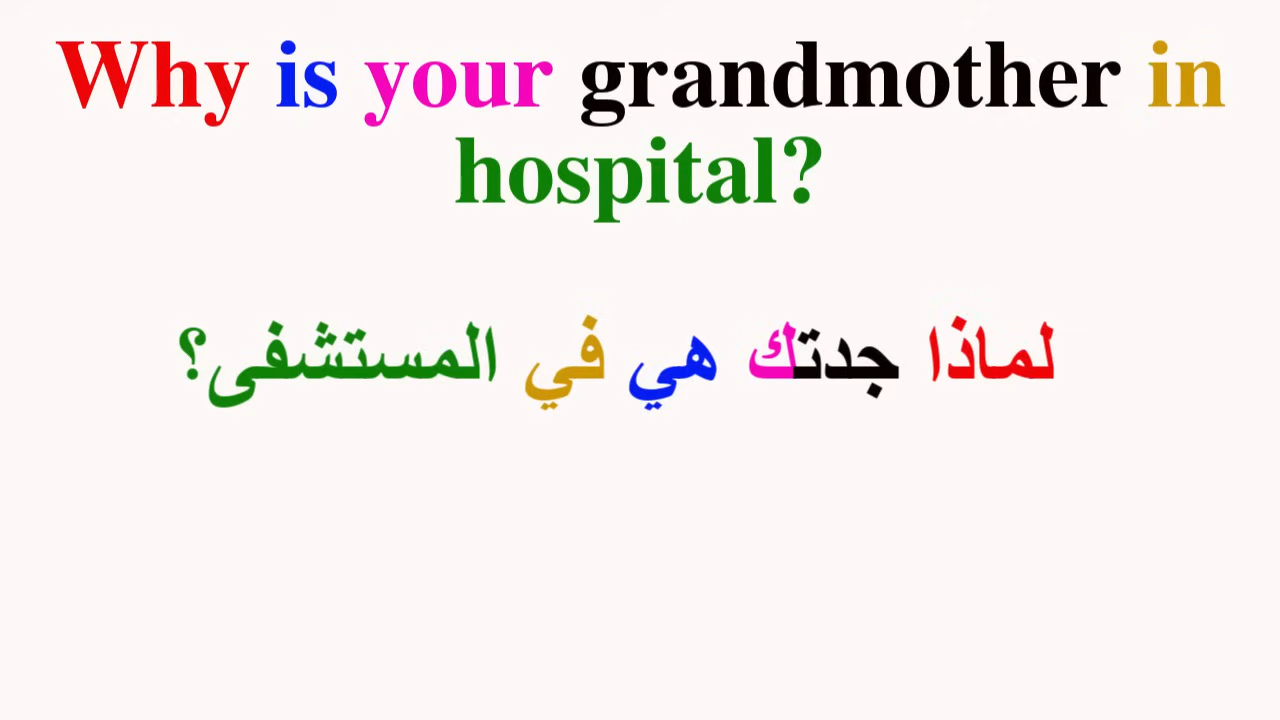 Why is your grandmother in
hospital?
لماذا جدتك هي في المستشفى؟